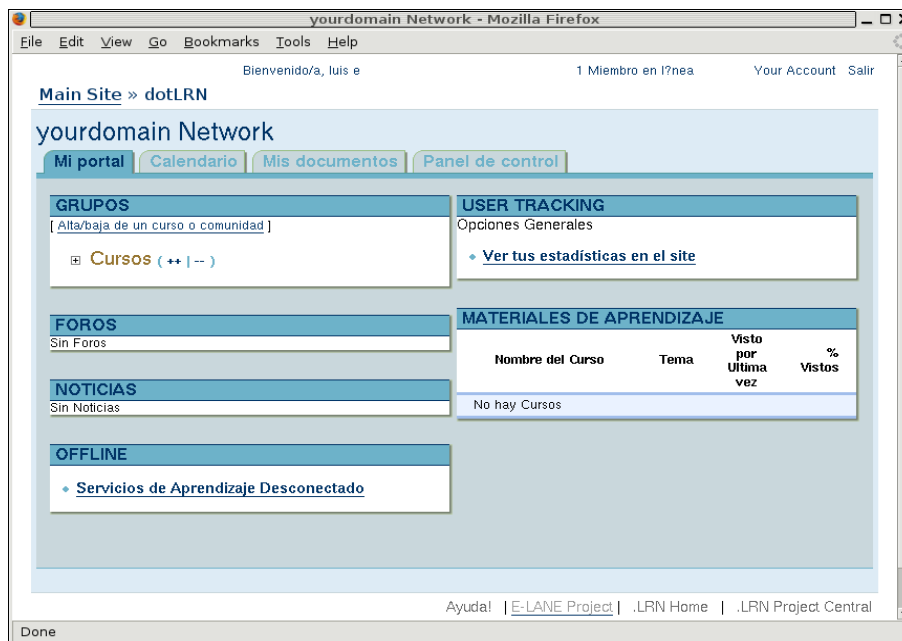 yourdomain Network - Mozilla Firefox
File Edit View Go Bookmarks Tools Help
Bienvenido/a, luis e 1 Miembro en l?nea Your Account Salir
Main Site » dotLRN
yourdomain Network
Mi portal Calendario Mis documentos Panel de control
GRUPOS
[ Alta/baja de un curso o comunidad ]
Cursos ( ++ | -- )
FOROS
Sin Foros
NOTICIAS
Sin Noticias
OFFLINE
Servicios de Aprendizaje Desconectado
USER TRACKING
Opciones Generales
Ver tus estadísticas en el site
MATERIALES DE APRENDIZAJE
Nombre del Curso Tema Visto por Ultima vez % Vistos
No hay Cursos
Ayuda! | E-LANE Project | .LRN Home | .LRN Project Central
Done